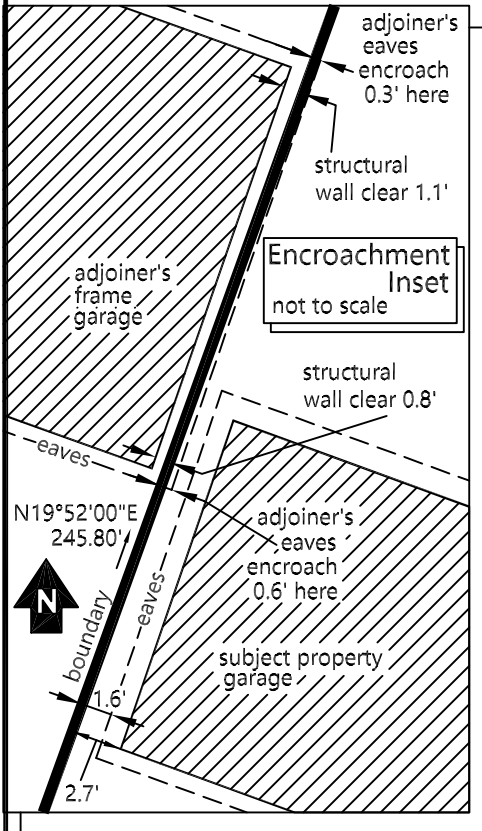 adjoiner's
eaves
encroach
0.3' here
structural
wall clear 1.1'
Encroachment
Inset
not to scale
adjoiner's
frame
garage
structural
wall clear 0.8'
eaves
N19°52'00"E
245.80'
adjoiner's
eaves
encroach
0.6' here
N
boundary
eaves
subject property
garage
1.6'
2.7'